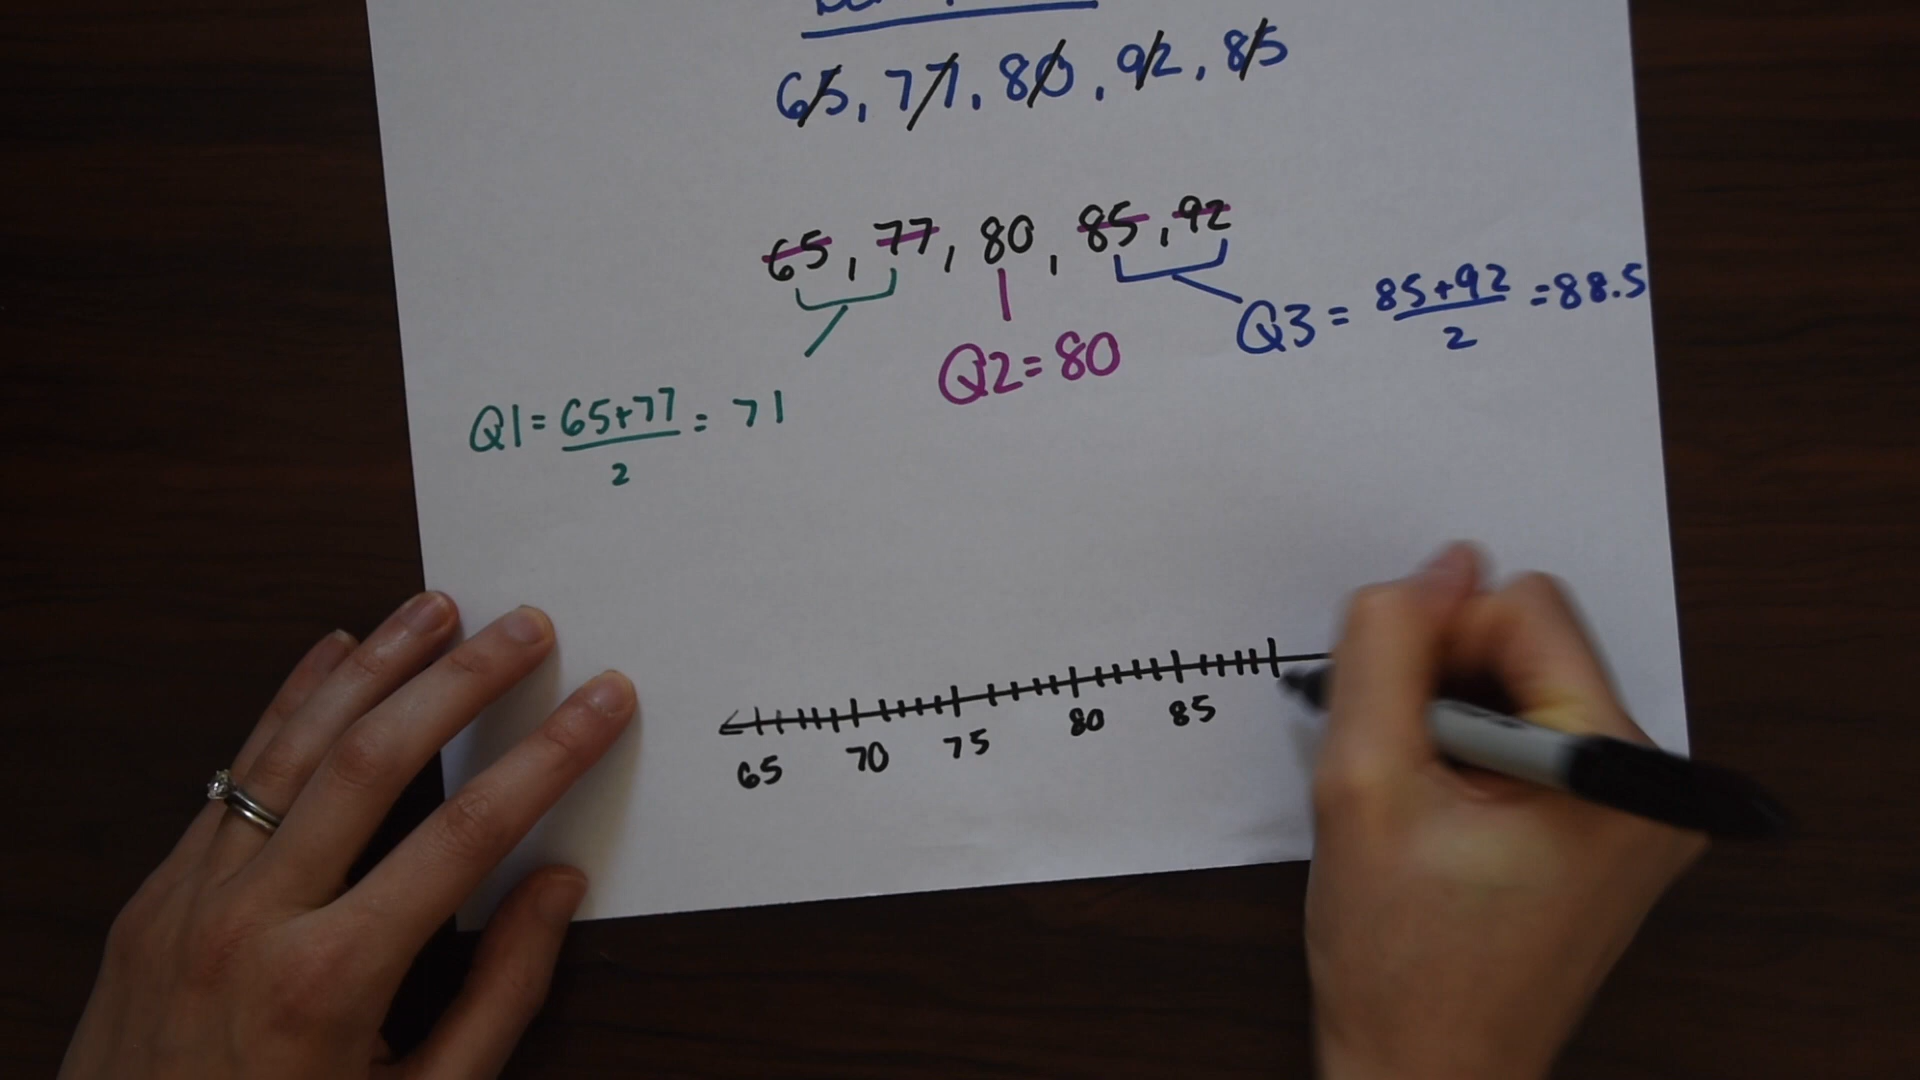 65, 77, 80, 92, 85
65, 77, 80, 85, 92
Q3 = 85+92 / 2 = 88.5
Q2 = 80
Q1 = 65+77 / 2 = 71
65 70 75 80 85